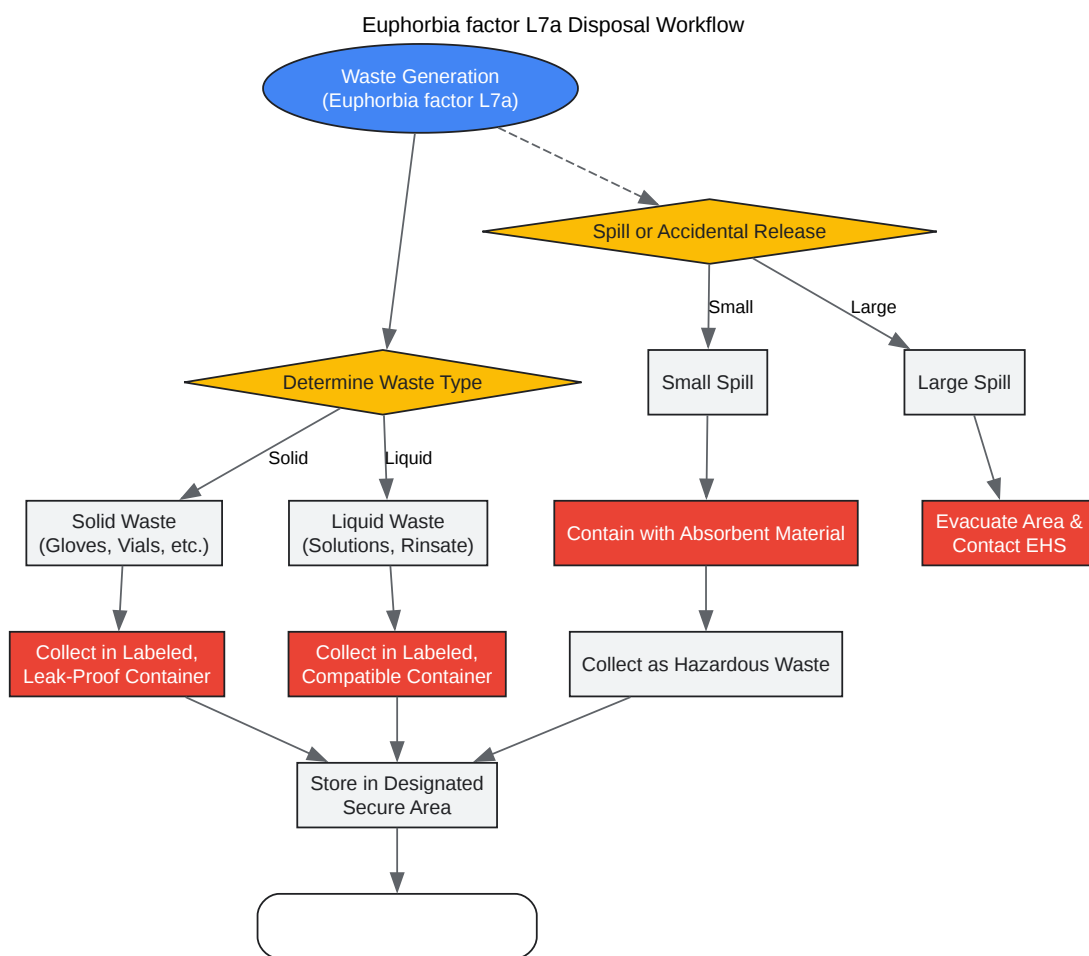 Euphorbia factor L7a Disposal Workflow
Waste Generation
(Euphorbia factor L7a)
Spill or Accidental Release
Small
Large
Determine Waste Type
Small Spill
Large Spill
Solid
Liquid
Solid Waste
(Gloves, Vials, etc.)
Liquid Waste
(Solutions, Rinsate)
Contain with Absorbent Material
Evacuate Area &
Contact EHS
Collect in Labeled,
Leak-Proof Container
Collect in Labeled,
Compatible Container
Collect as Hazardous Waste
Store in Designated
Secure Area